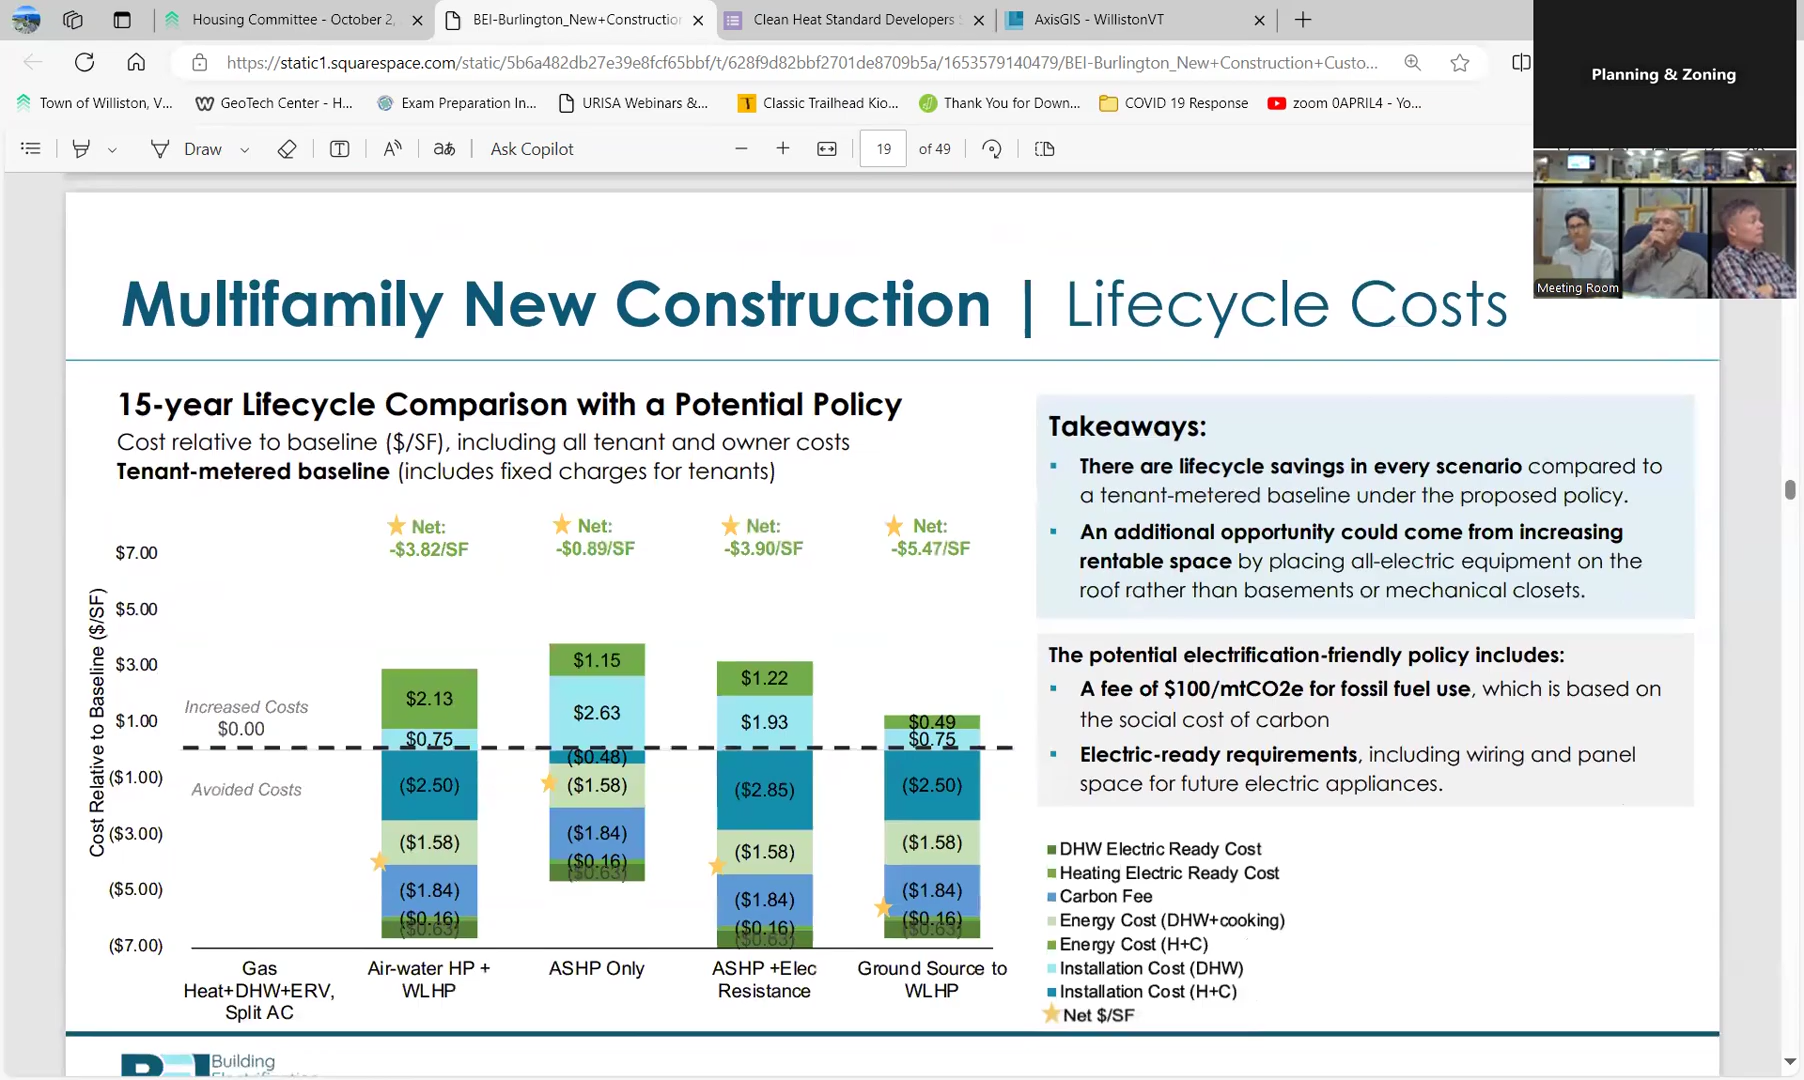 Housing Committee - October 2,
BEI-Burlington_New+Constructio
Clean Heat Standard Developers S
AxisGIS - WillistonVT
https://static1.squarespace.com/static/5b6a482db27e39e8fcf65bbf/t/628f9d82bbf2701de8709b5a/1653579140479/BEI-Burlington_New+Construction+Custo...
Town of Williston, V...
GeoTech Center - H...
Exam Preparation In...
URISA Webinars &...
Classic Trailhead Kio...
Thank You for Down...
COVID 19 Response
zoom 0APRIL4 - Yo...
Draw
Ask Copilot
19
of 49
Planning & Zoning
Meeting Room
Multifamily New Construction | Lifecycle Costs
15-year Lifecycle Comparison with a Potential Policy
Cost relative to baseline ($/SF), including all tenant and owner costs
Tenant-metered baseline (includes fixed charges for tenants)
Net:
-$3.82/SF
Net:
-$0.89/SF
Net:
-$3.90/SF
Net:
-$5.47/SF
Cost Relative to Baseline ($/SF)
$7.00
$5.00
$3.00
$1.00
($1.00)
($3.00)
($5.00)
($7.00)
Increased Costs
$0.00
Avoided Costs
$2.13
$0.75
($2.50)
($1.58)
($1.84)
($0.16)
($0.63)
$1.15
$2.63
($0.48)
($1.58)
($1.84)
($0.16)
($0.63)
$1.22
$1.93
($2.85)
($1.58)
($1.84)
($0.16)
($0.63)
$0.49
$0.75
($2.50)
($1.58)
($1.84)
($0.16)
($0.63)
Gas
Heat+DHW+ERV,
Split AC
Air-water HP +
WLHP
ASHP Only
ASHP +Elec
Resistance
Ground Source to
WLHP
Takeaways:
There are lifecycle savings in every scenario compared to
a tenant-metered baseline under the proposed policy.
An additional opportunity could come from increasing
rentable space by placing all-electric equipment on the
roof rather than basements or mechanical closets.
The potential electrification-friendly policy includes:
A fee of $100/mtCO2e for fossil fuel use, which is based on
the social cost of carbon
Electric-ready requirements, including wiring and panel
space for future electric appliances.
DHW Electric Ready Cost
Heating Electric Ready Cost
Carbon Fee
Energy Cost (DHW+cooking)
Energy Cost (H+C)
Installation Cost (DHW)
Installation Cost (H+C)
Net $/SF
Building